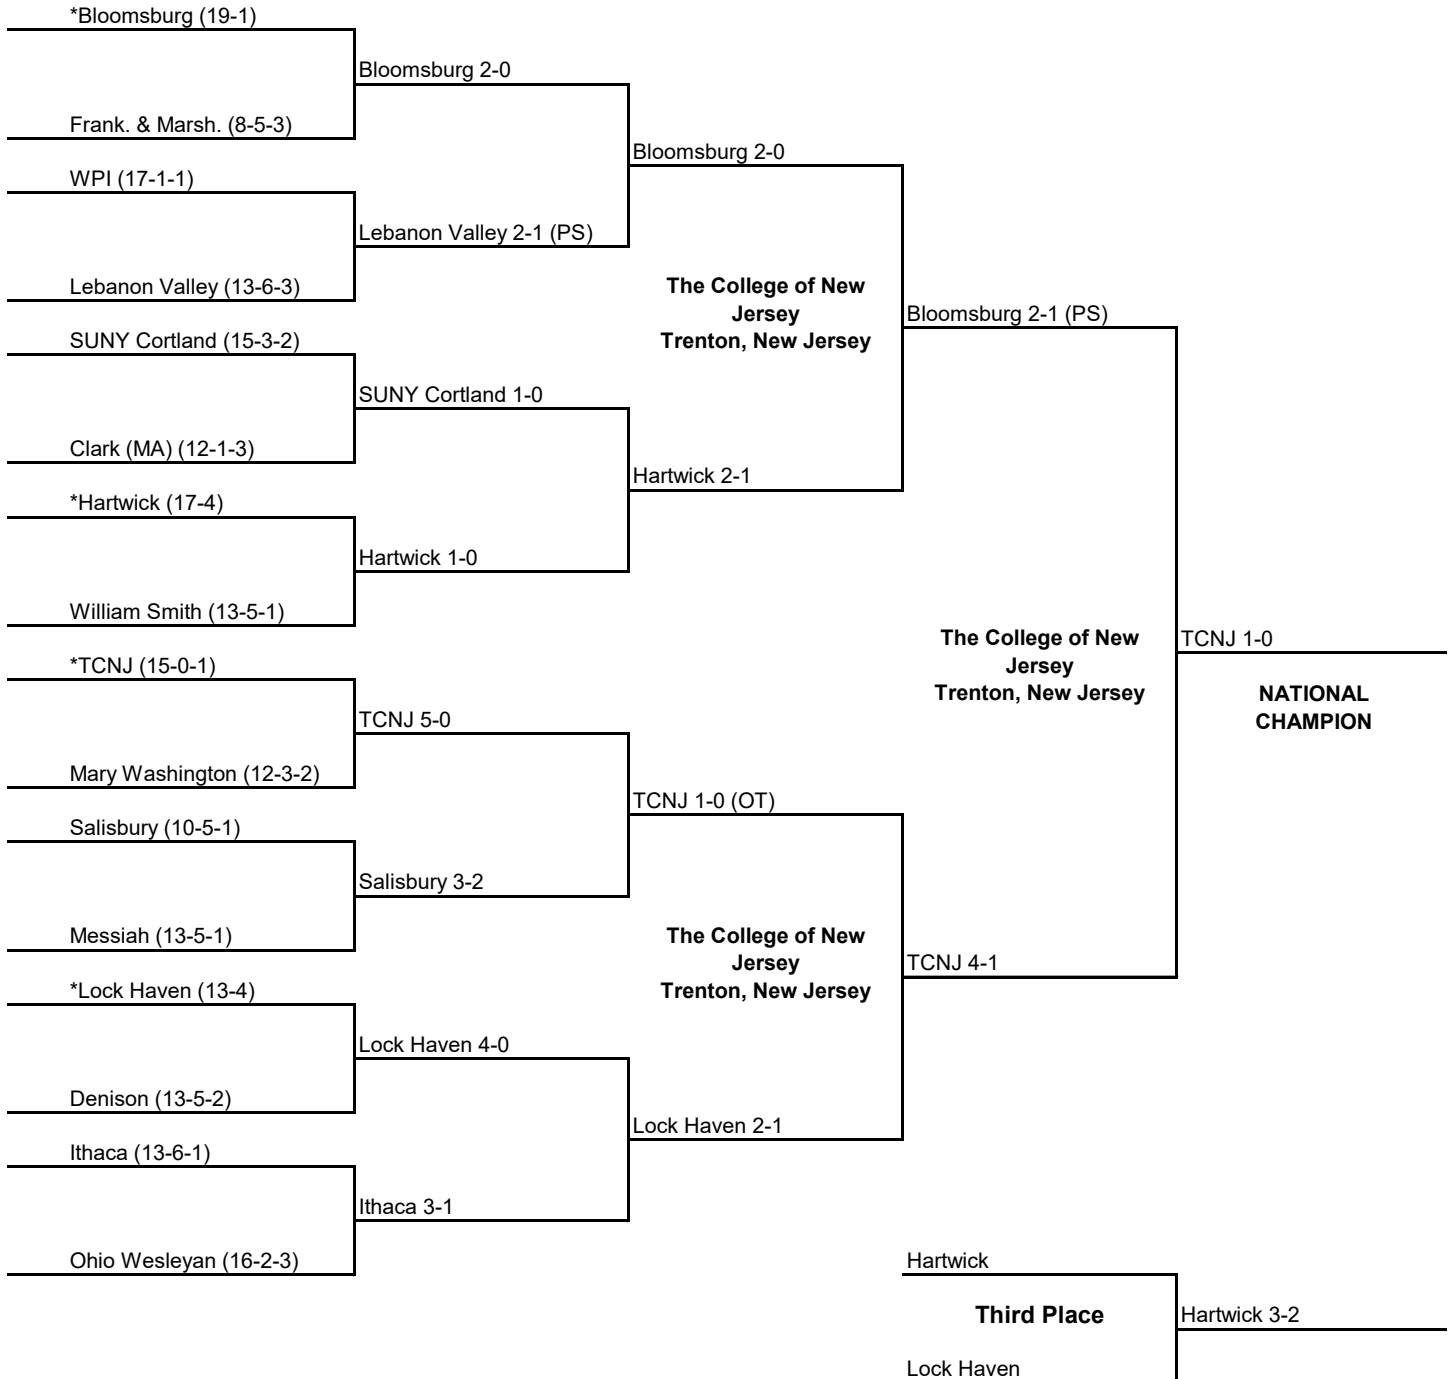 *Bloomsburg (19-1)
Bloomsburg 2-0
Frank. & Marsh. (8-5-3)
Bloomsburg 2-0
WPI (17-1-1)
Lebanon Valley 2-1 (PS)
Lebanon Valley (13-6-3)
The College of New
Jersey
Trenton, New Jersey
Bloomsburg 2-1 (PS)
SUNY Cortland (15-3-2)
SUNY Cortland 1-0
Clark (MA) (12-1-3)
Hartwick 2-1
*Hartwick (17-4)
Hartwick 1-0
William Smith (13-5-1)
The College of New
Jersey
Trenton, New Jersey
TCNJ 1-0
NATIONAL
CHAMPION
*TCNJ (15-0-1)
TCNJ 5-0
Mary Washington (12-3-2)
TCNJ 1-0 (OT)
Salisbury (10-5-1)
Salisbury 3-2
Messiah (13-5-1)
The College of New
Jersey
Trenton, New Jersey
TCNJ 4-1
*Lock Haven (13-4)
Lock Haven 4-0
Denison (13-5-2)
Lock Haven 2-1
Ithaca (13-6-1)
Ithaca 3-1
Ohio Wesleyan (16-2-3)
Hartwick
Third Place
Hartwick 3-2
Lock Haven